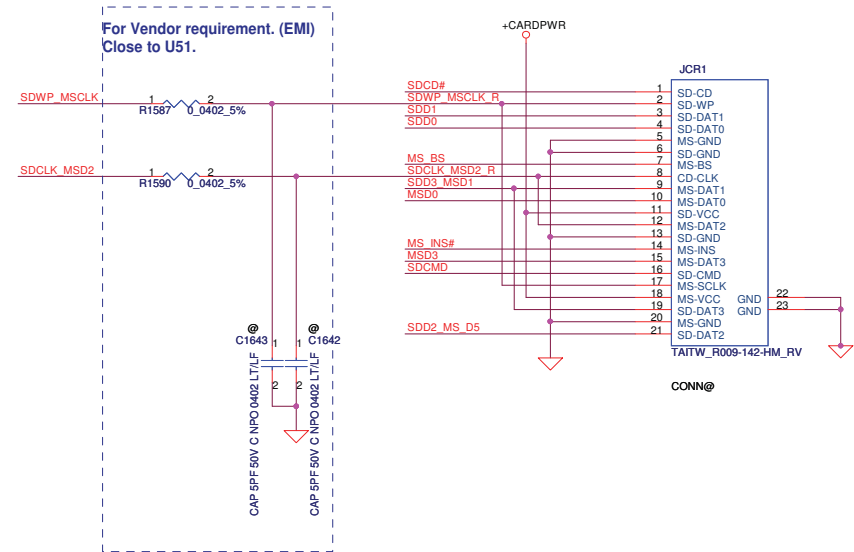 For Vendor requirement. (EMI)
Close to U51.
+CARDPWR
JCR1
SDWP_MSCLK
1
2
R1587
0_0402_5%
SDCLK_MSD2
1
2
R1590
0_0402_5%
SDCD#
1
SD-CD
SDWP_MSCLK_R
2
SD-WP
SDD1
3
SD-DAT1
SDD0
4
SD-DAT0
5
MS-GND
6
SD-GND
MS_BS
7
MS-BS
SDCLK_MSD2_R
8
CD-CLK
SDD3_MSD1
9
MS-DAT1
MSD0
10
MS-DAT0
11
SD-VCC
12
MS-DAT2
13
SD-GND
MS_INS#
14
MS-INS
MSD3
15
MS-DAT3
SDCMD
16
SD-CMD
17
MS-SCLK
18
MS-VCC
GND
22
19
SD-DAT3
GND
23
20
MS-GND
SDD2_MS_D5
21
SD-DAT2
TAITW_R009-142-HM_RV
CONN@
@
C1643
1
2
CAP 5PF 50V C NPO 0402 LT/LF
@
C1642
1
2
CAP 5PF 50V C NPO 0402 LT/LF